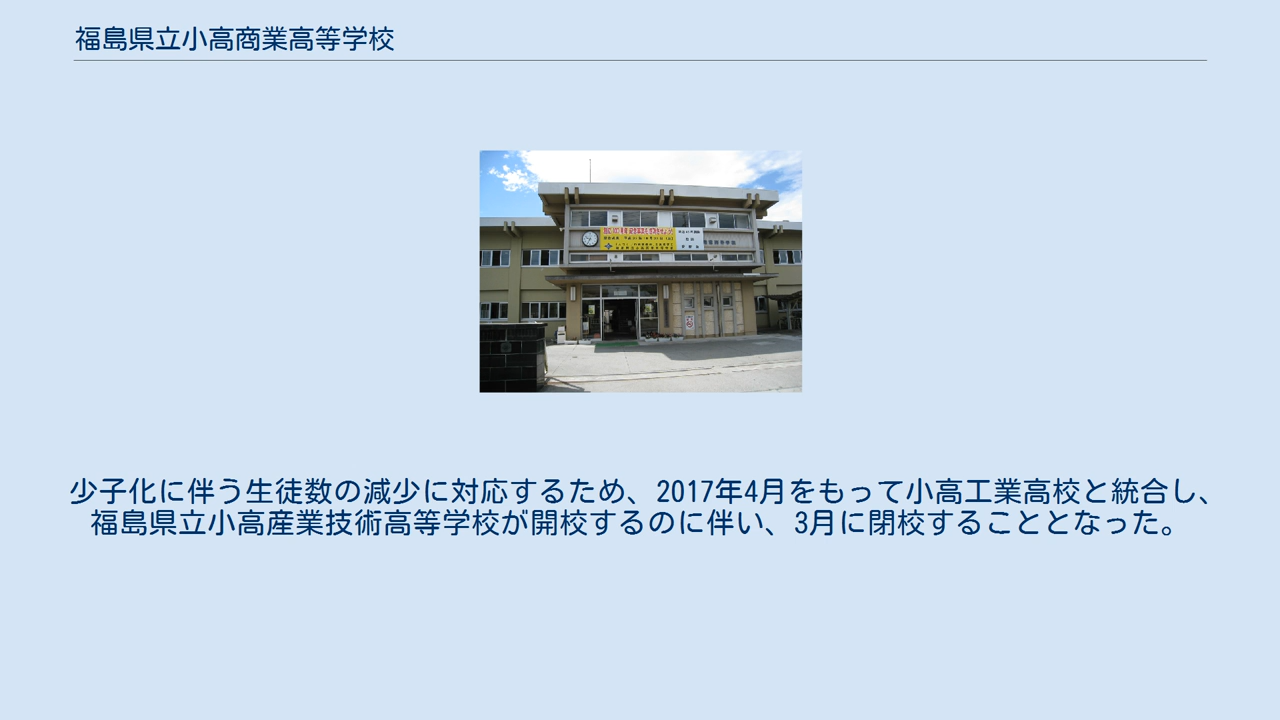 福島県立小高商業高等学校
少子化に伴う生徒数の減少に対応するため、2017年4月をもって小高工業高校と統合し、
福島県立小高産業技術高等学校が開校するのに伴い、3月に閉校することとなった。